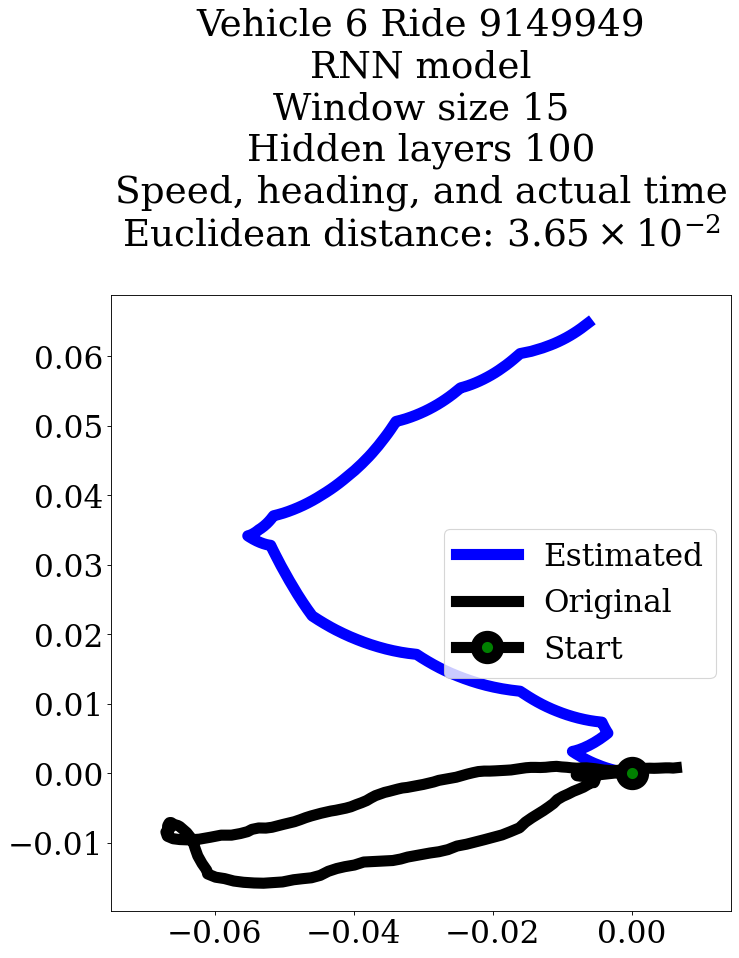 Vehicle 6 Ride 9149949
RNN model
Window size 15
Hidden layers 100
Speed, heading, and actual time
Euclidean distance: 3.65 × 10⁻²
0.06
0.05
0.04
0.03
0.02
0.01
0.00
−0.01
Estimated
Original
Start
−0.06 −0.04 −0.02 0.00